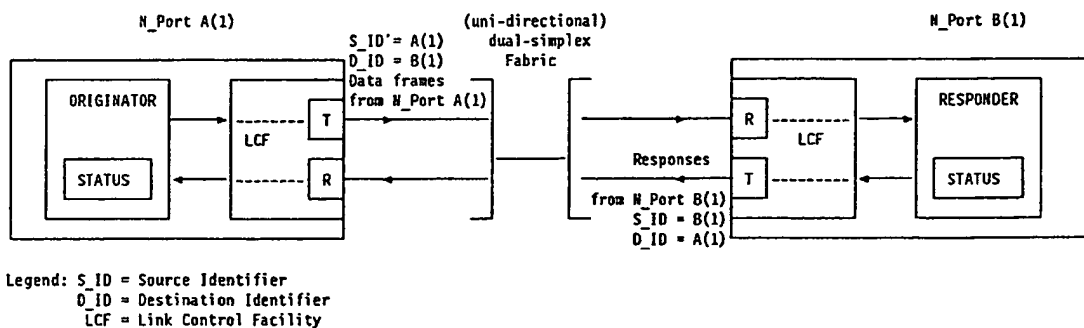 N_Port A(1)
(uni-directional)
dual-simplex
Fabric
N_Port B(1)
S_ID'= A(1)
D_ID = B(1)
Data frames
from N_Port A(1)
ORIGINATOR
STATUS
LCF
T
R
Responses
from N_Port B(1)
S_ID = B(1)
D_ID = A(1)
R
T
LCF
RESPONDER
STATUS
Legend: S_ID = Source Identifier
D_ID = Destination Identifier
LCF = Link Control Facility